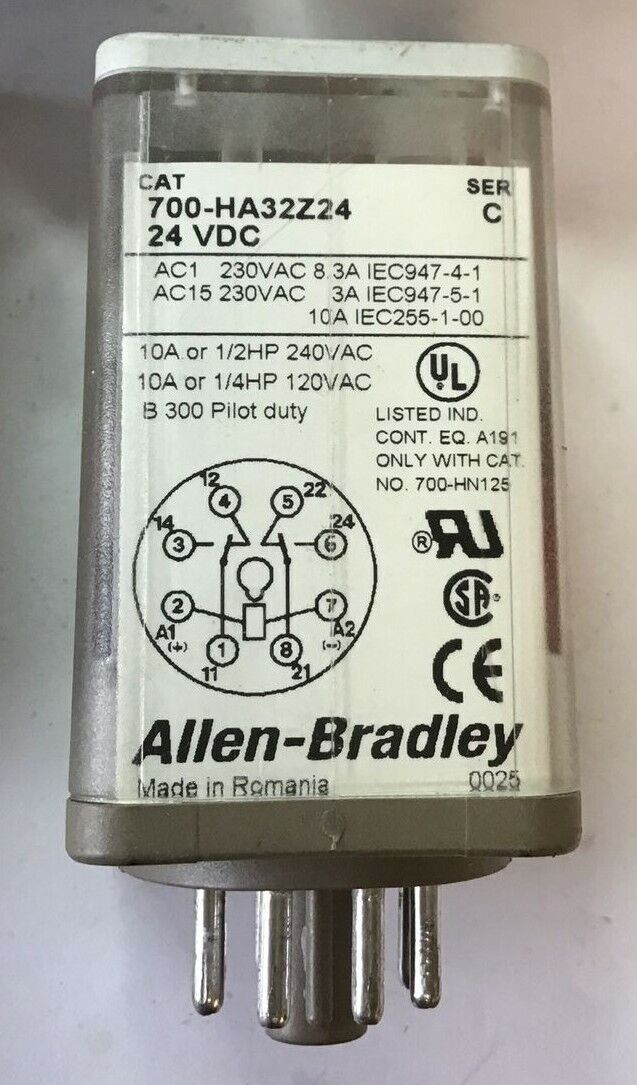 CAT SER
700-HA32Z24 C
24 VDC
AC1 230VAC 8.3A IEC947-4-1
AC15 230VAC 3A IEC947-5-1
10A IEC255-1-00
10A or 1/2HP 240VAC
10A or 1/4HP 120VAC
B 300 Pilot duty
UL
LISTED IND.
CONT. EQ. A191
ONLY WITH CAT.
NO. 700-HN125
12 4 5 22
14 3 6 24
2 7
A1 A2
(+) (-)
1 8
11 21
® RU
SA ®
CE
Allen-Bradley
Made in Romania 0025